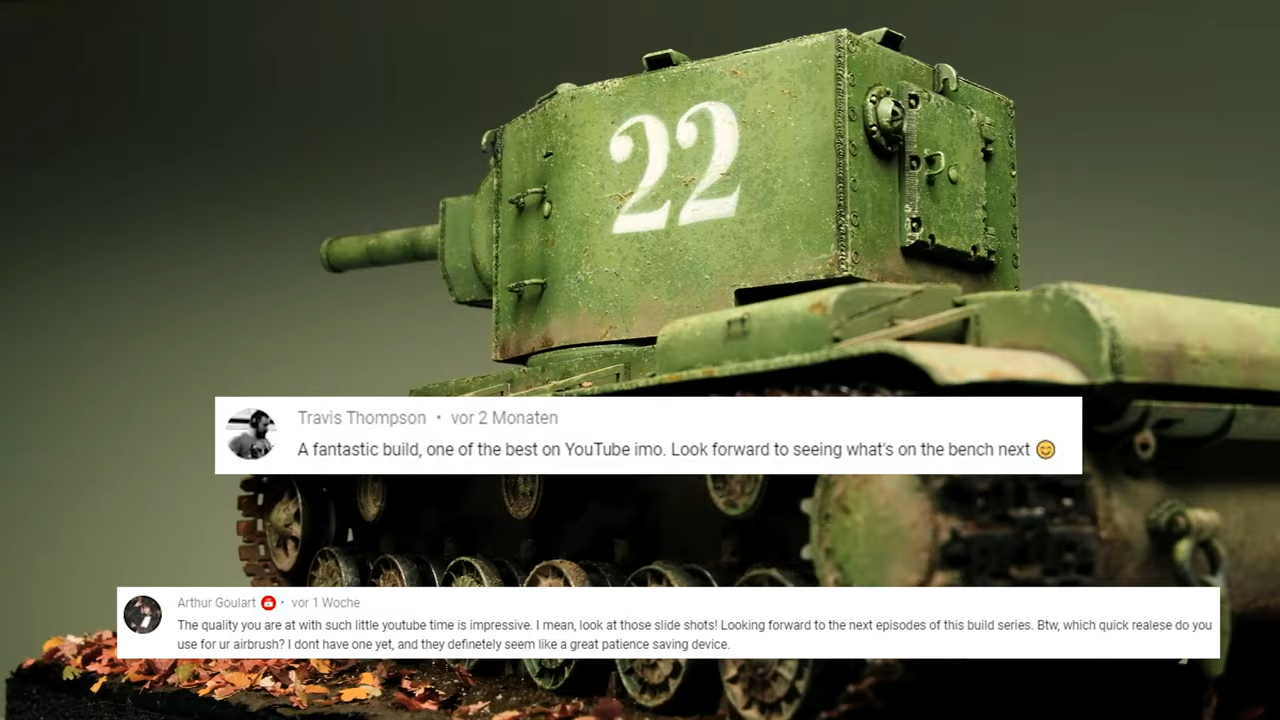 22
Travis Thompson • vor 2 Monaten
A fantastic build, one of the best on YouTube imo. Look forward to seeing what's on the bench next 😊
Arthur Goulart • vor 1 Woche
The quality you are at with such little youtube time is impressive. I mean, look at those slide shots! Looking forward to the next episodes of this build series. Btw, which quick realese do you
use for ur airbrush? I dont have one yet, and they definetely seem like a great patience saving device.